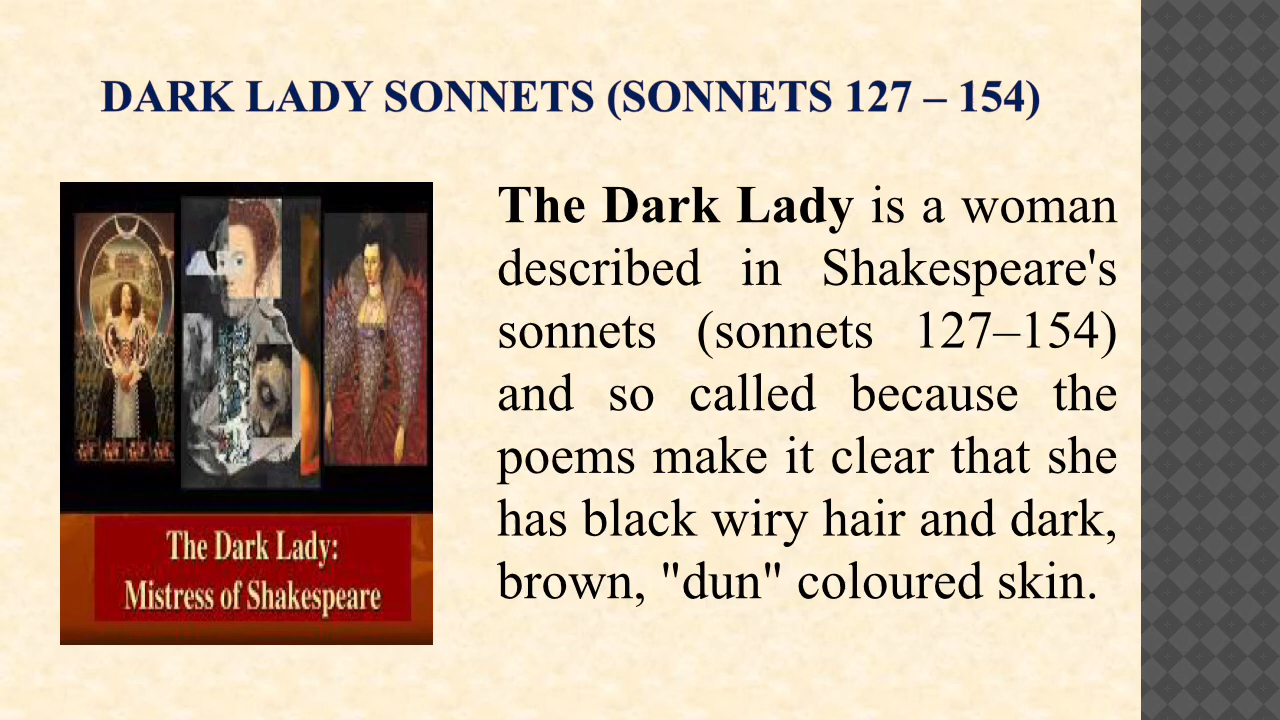 DARK LADY SONNETS (SONNETS 127 – 154)
The Dark Lady is a woman
described in Shakespeare's
sonnets (sonnets 127–154)
and so called because the
poems make it clear that she
has black wiry hair and dark,
brown, "dun" coloured skin.
The Dark Lady:
Mistress of Shakespeare